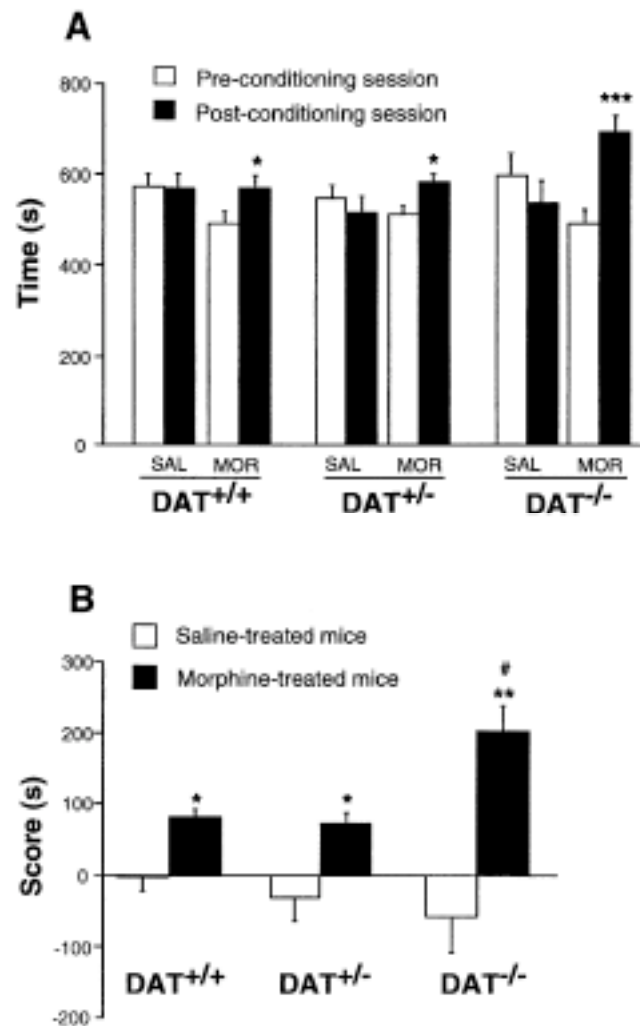 A
Pre-conditioning session
Post-conditioning session
Time (s)
800
600
400
200
0
* * ***
SAL MOR SAL MOR SAL MOR
DAT+/+ DAT+/- DAT-/-
B
Saline-treated mice
Morphine-treated mice
Score (s)
300
200
100
0
-100
-200
#
* * **
DAT+/+ DAT+/- DAT-/-